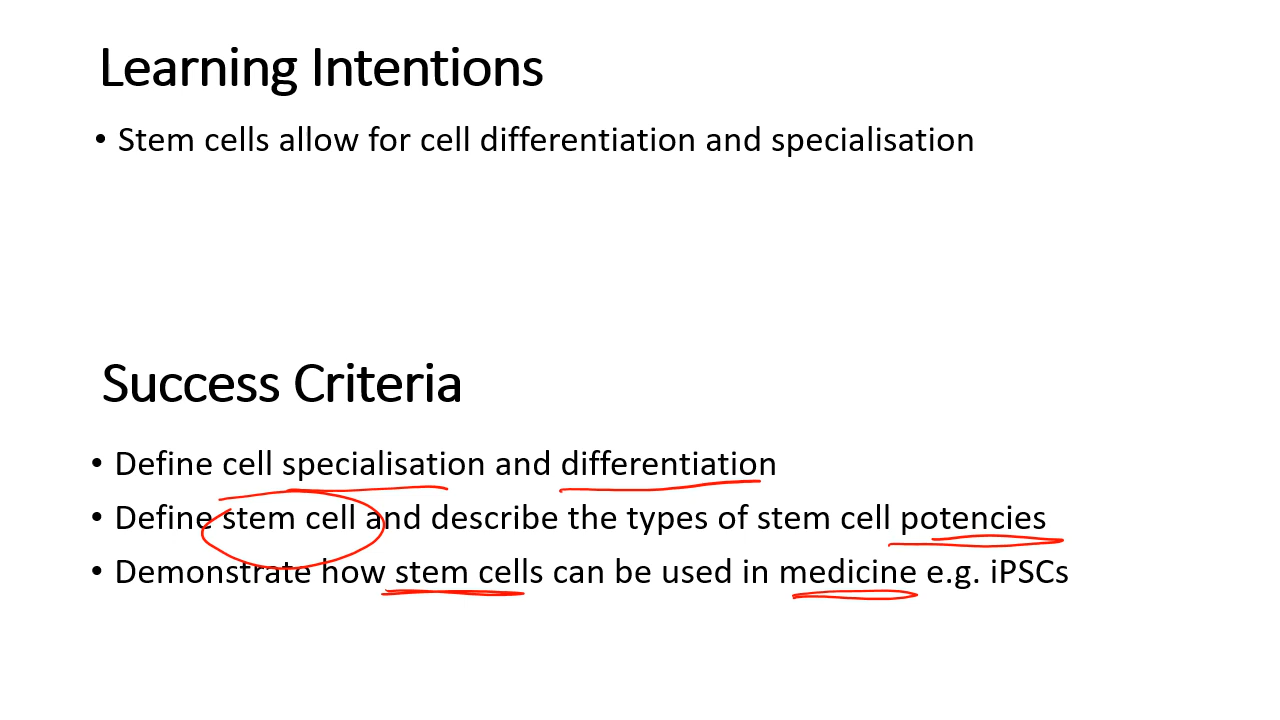 Learning Intentions
• Stem cells allow for cell differentiation and specialisation
Success Criteria
• Define cell specialisation and differentiation
• Define stem cell and describe the types of stem cell potencies
• Demonstrate how stem cells can be used in medicine e.g. iPSCs